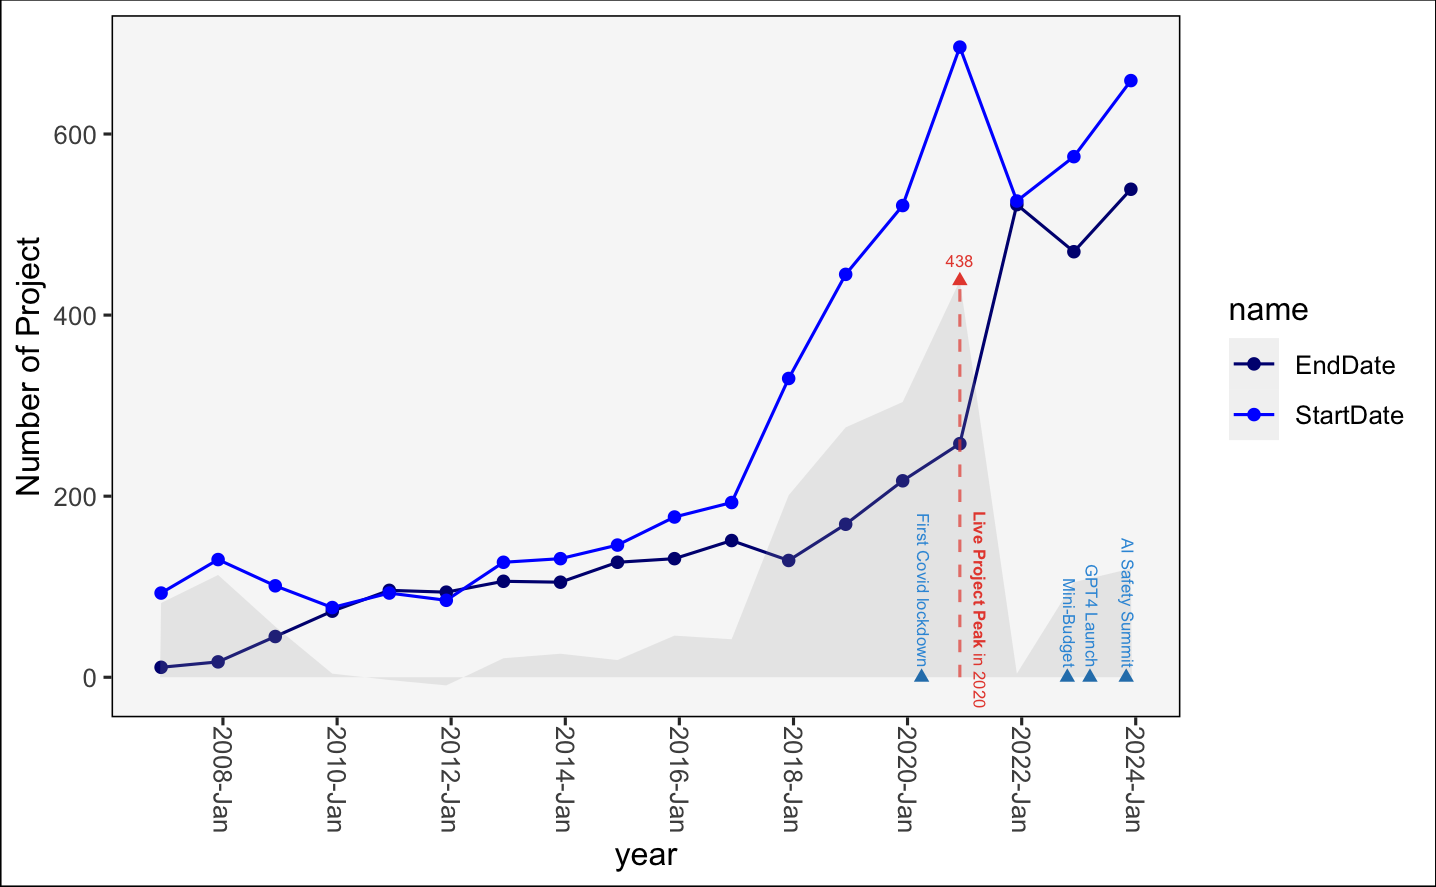 Number of Project
600
400
200
0
438
First Covid lockdown
Live Project Peak in 2020
Mini-Budget
GPT4 Launch
AI Safety Summit
2008-Jan
2010-Jan
2012-Jan
2014-Jan
2016-Jan
2018-Jan
2020-Jan
2022-Jan
2024-Jan
year
name
EndDate
StartDate